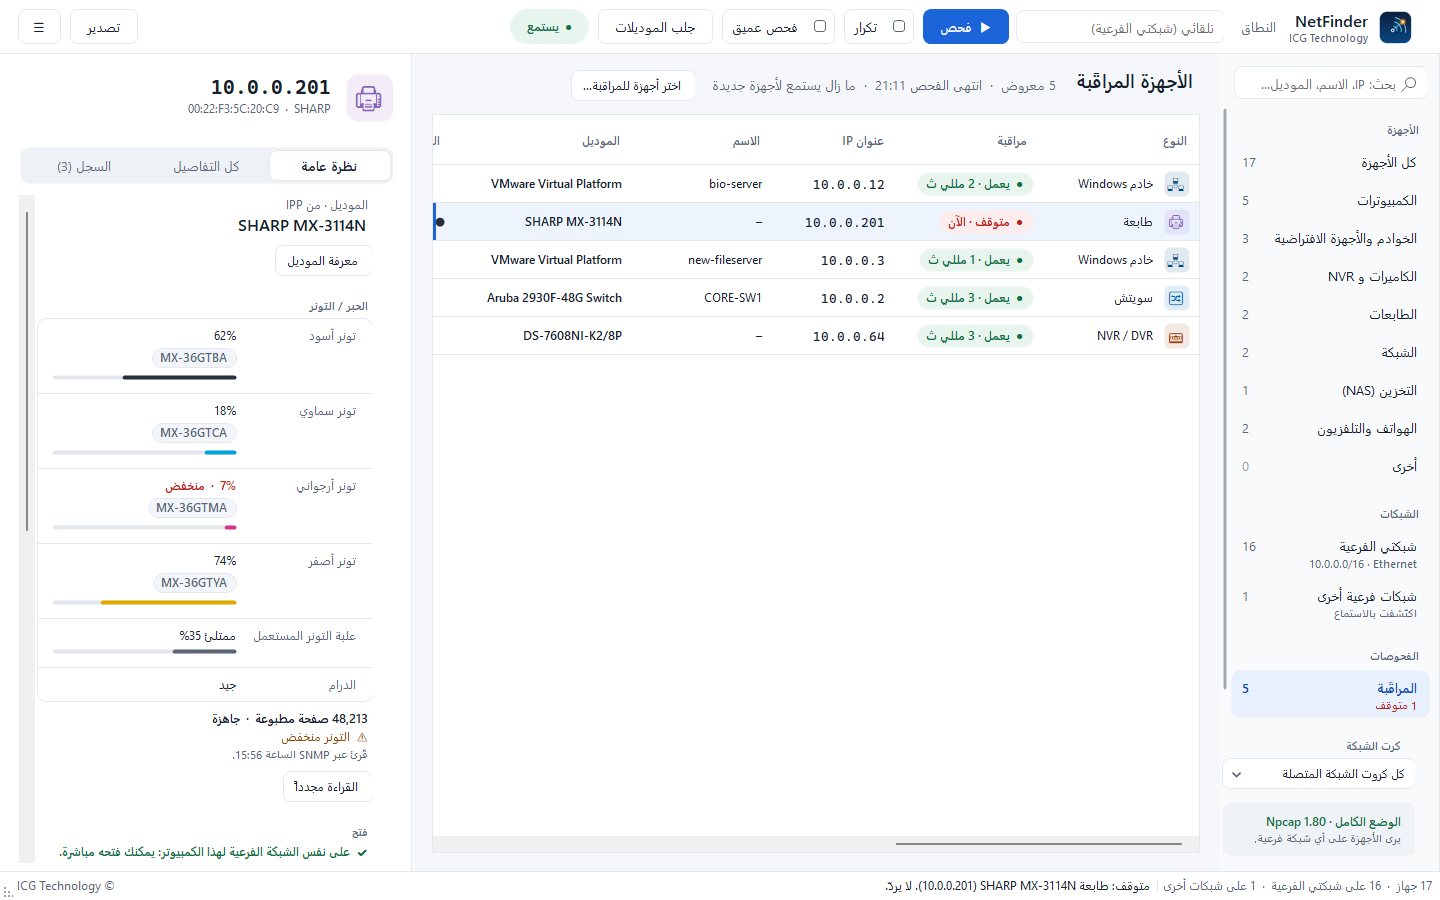 NetFinder
ICG Technology
النطاق
تلقائي (شبكتي الفرعية)
فحص
تكرار
فحص عميق
جلب الموديلات
يستمع
تصدير
بحث: IP، الاسم، الموديل...
الأجهزة
كل الأجهزة 17
الكمبيوترات 5
الخوادم والأجهزة الافتراضية 3
الكاميرات و NVR 2
الطابعات 2
الشبكة 2
التخزين (NAS) 1
الهواتف والتلفزيون 2
أخرى 0
الشبكات
شبكتي الفرعية 16
10.0.0.0/16 · Ethernet
شبكات فرعية أخرى 1
اكتُشفت بالاستماع
الفحوصات
المراقَبة 5
1 متوقف
كرت الشبكة
كل كروت الشبكة المتصلة
الوضع الكامل · Npcap 1.80
يرى الأجهزة على أي شبكة فرعية.
الأجهزة المراقَبة
5 معروض · انتهى الفحص 21:11 · ما زال يستمع لأجهزة جديدة
اختر أجهزة للمراقبة...
النوع مراقبة عنوان IP الاسم الموديل ال
خادم Windows يعمل · 2 مللي ث 10.0.0.12 bio-server VMware Virtual Platform
طابعة متوقف · الآن 10.0.0.201 – SHARP MX-3114N
خادم Windows يعمل · 1 مللي ث 10.0.0.3 new-fileserver VMware Virtual Platform
سويتش يعمل · 3 مللي ث 10.0.0.2 CORE-SW1 Aruba 2930F-48G Switch
NVR / DVR يعمل · 3 مللي ث 10.0.0.64 – DS-7608NI-K2/8P
10.0.0.201
00:22:F3:5C:20:C9 · SHARP
نظرة عامة
كل التفاصيل
السجل (3)
الموديل · من IPP
SHARP MX-3114N
معرفة الموديل
الحبر / التونر
تونر أسود 62%
MX-36GTBA
تونر سماوي 18%
MX-36GTCA
تونر أرجواني 7% · منخفض
MX-36GTMA
تونر أصفر 74%
MX-36GTYA
علبة التونر المستعمل ممتلئ 35%
الدرام جيد
48,213 صفحة مطبوعة · جاهزة
⚠ التونر منخفض
قُرئ عبر SNMP الساعة 15:56.
القراءة مجدداً
فتح
✔ على نفس الشبكة الفرعية لهذا الكمبيوتر: يمكنك فتحه مباشرة.
17 جهاز · 16 على شبكتي الفرعية · 1 على شبكات أخرى
متوقف: طابعة SHARP MX-3114N (10.0.0.201). لا يردّ.
ICG Technology ©